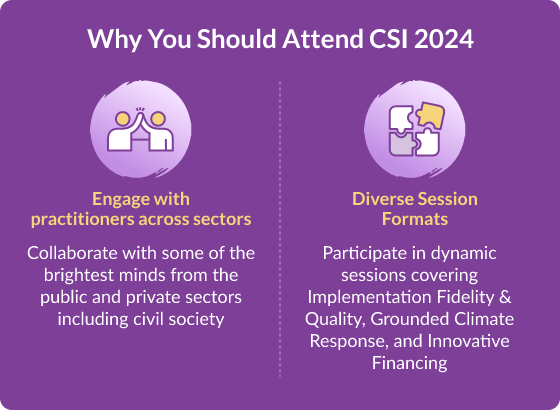 Why You Should Attend CSI 2024
Engage with
practitioners across sectors
Collaborate with some of the
brightest minds from the
public and private sectors
including civil society
Diverse Session
Formats
Participate in dynamic
sessions covering
Implementation Fidelity &
Quality, Grounded Climate
Response, and Innovative
Financing